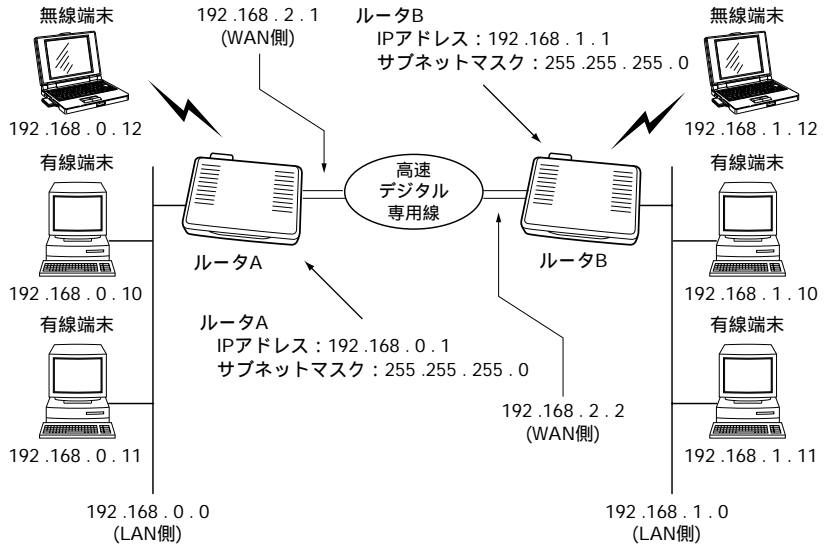 無線端末
192 .168 . 0 .12
有線端末
192 .168 . 0 .10
有線端末
192 .168 . 0 .11
192 .168 . 0 . 0
(LAN側)
192 .168 . 2 . 1
(WAN側)
ルータA
ルータA
IPアドレス：192 .168 . 0 . 1
サブネットマスク：255 .255 . 255 . 0
高速
デジタル
専用線
ルータB
IPアドレス：192 .168 . 1 . 1
サブネットマスク：255 .255 . 255 . 0
ルータB
192 .168 . 2 . 2
(WAN側)
無線端末
192 .168 . 1 .12
有線端末
192 .168 . 1 .10
有線端末
192 .168 . 1 .11
192 .168 . 1 . 0
(LAN側)